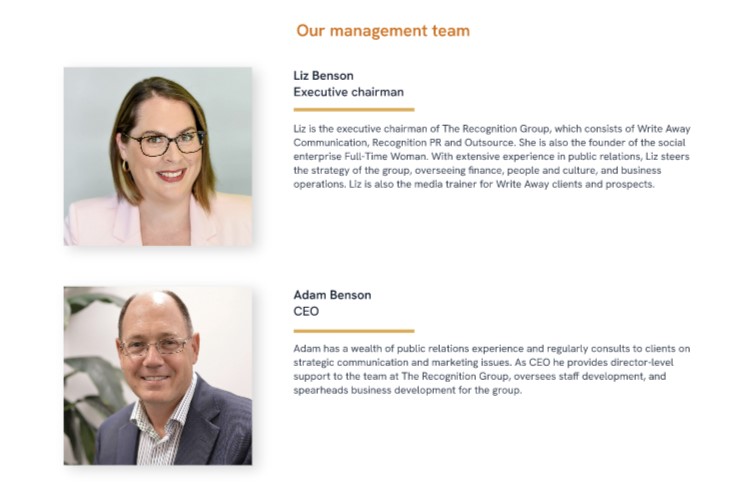 Our management team
Liz Benson
Executive chairman
Liz is the executive chairman of The Recognition Group, which consists of Write Away
Communication, Recognition PR and Outsource. She is also the founder of the social
enterprise Full-Time Woman. With extensive experience in public relations, Liz steers
the strategy of the group, overseeing finance, people and culture, and business
operations. Liz is also the media trainer for Write Away clients and prospects.
Adam Benson
CEO
Adam has a wealth of public relations experience and regularly consults to clients on
strategic communication and marketing issues. As CEO he provides director-level
support to the team at The Recognition Group, oversees staff development, and
spearheads business development for the group.